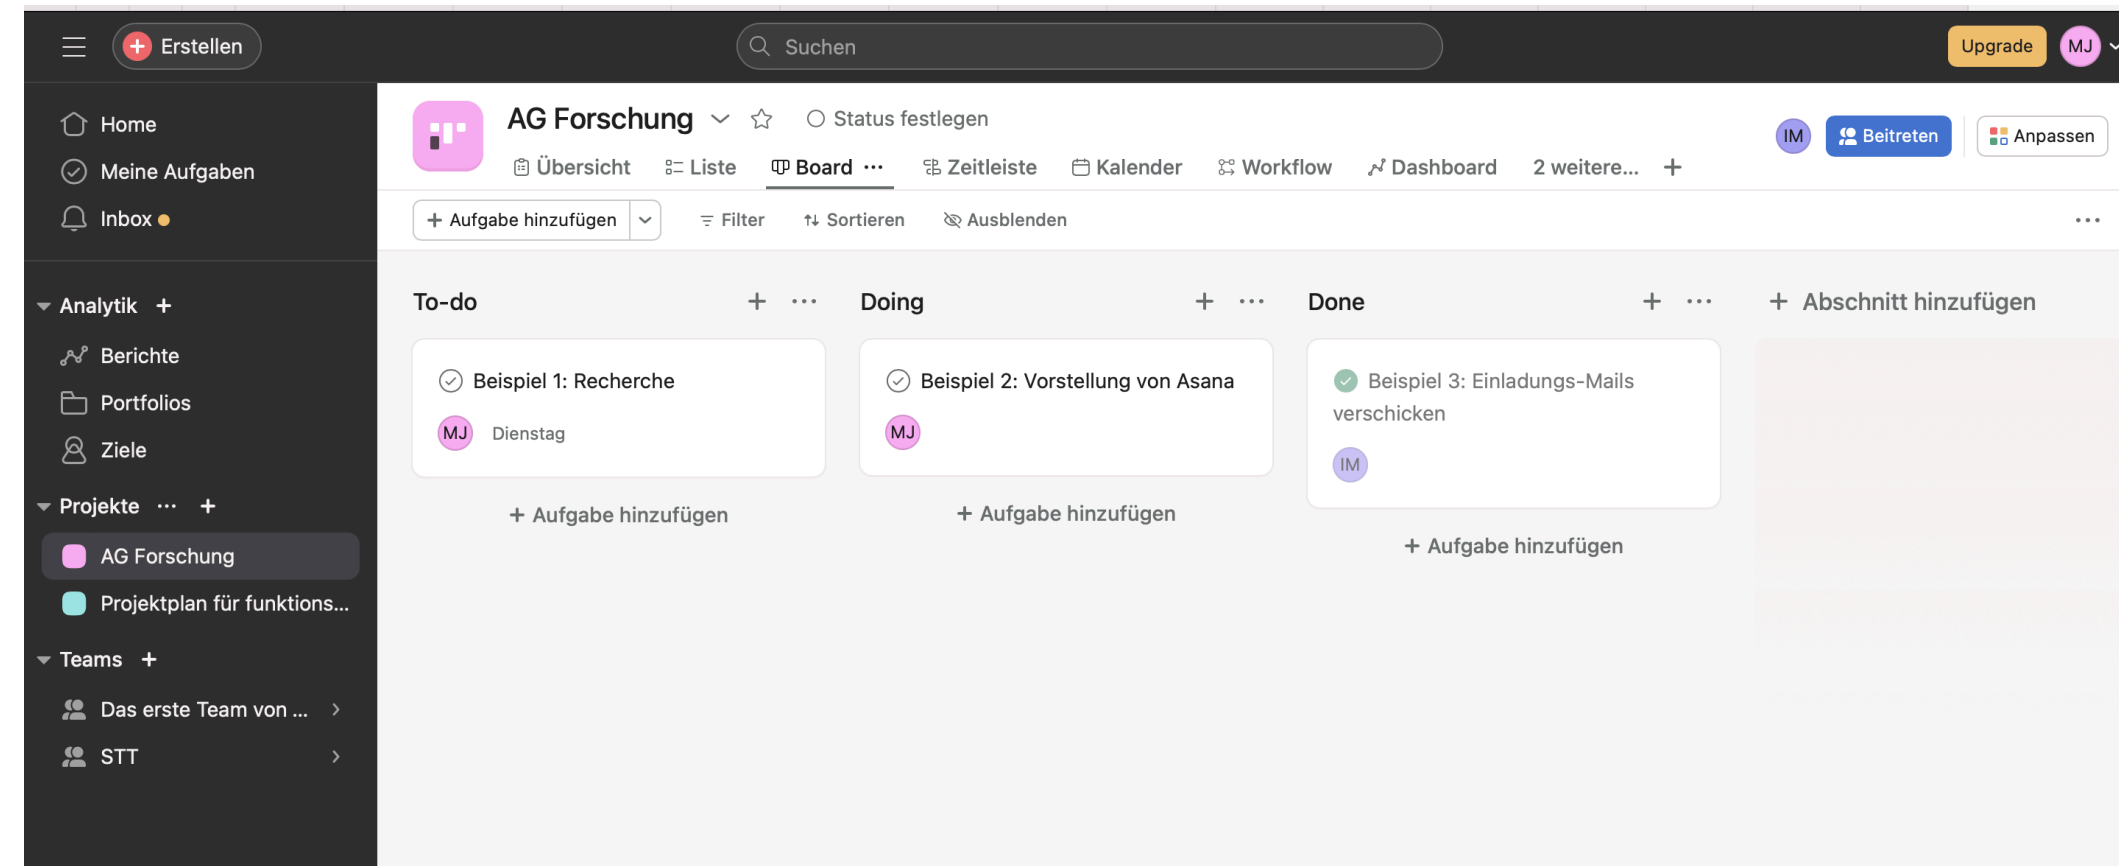 Erstellen
Suchen
Upgrade
MJ
Home
Meine Aufgaben
Inbox
Analytik +
Berichte
Portfolios
Ziele
Projekte ... +
AG Forschung
Projektplan für funktions...
Teams +
Das erste Team von ...
STT
AG Forschung
Status festlegen
IM
Beitreten
Anpassen
Übersicht
Liste
Board ...
Zeitleiste
Kalender
Workflow
Dashboard
2 weitere... +
+ Aufgabe hinzufügen
Filter
Sortieren
Ausblenden
...
To-do + ...
Beispiel 1: Recherche
MJ Dienstag
+ Aufgabe hinzufügen
Doing + ...
Beispiel 2: Vorstellung von Asana
MJ
+ Aufgabe hinzufügen
Done + ...
Beispiel 3: Einladungs-Mails
verschicken
IM
+ Aufgabe hinzufügen
+ Abschnitt hinzufügen